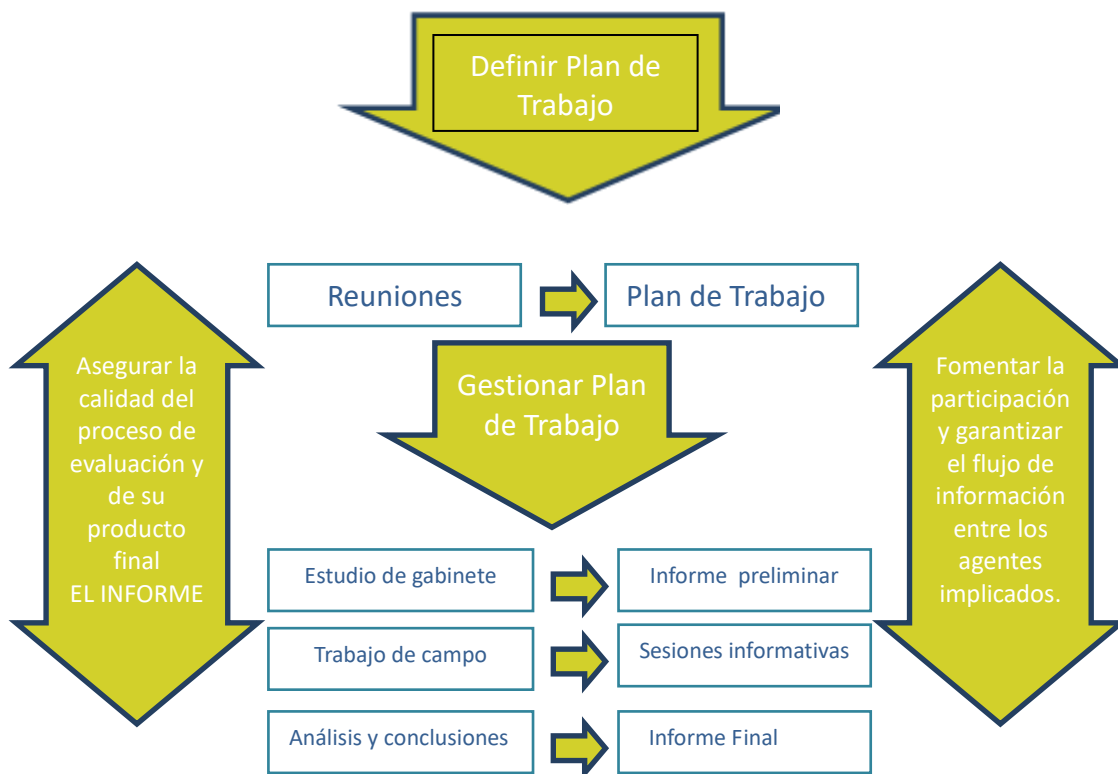 Definir Plan de
Trabajo
Reuniones
Plan de Trabajo
Asegurar la
calidad del
proceso de
evaluación y
de su
producto
final
EL INFORME
Gestionar Plan
de Trabajo
Fomentar la
participación
y garantizar
el flujo de
información
entre los
agentes
implicados.
Estudio de gabinete
Informe preliminar
Trabajo de campo
Sesiones informativas
Análisis y conclusiones
Informe Final